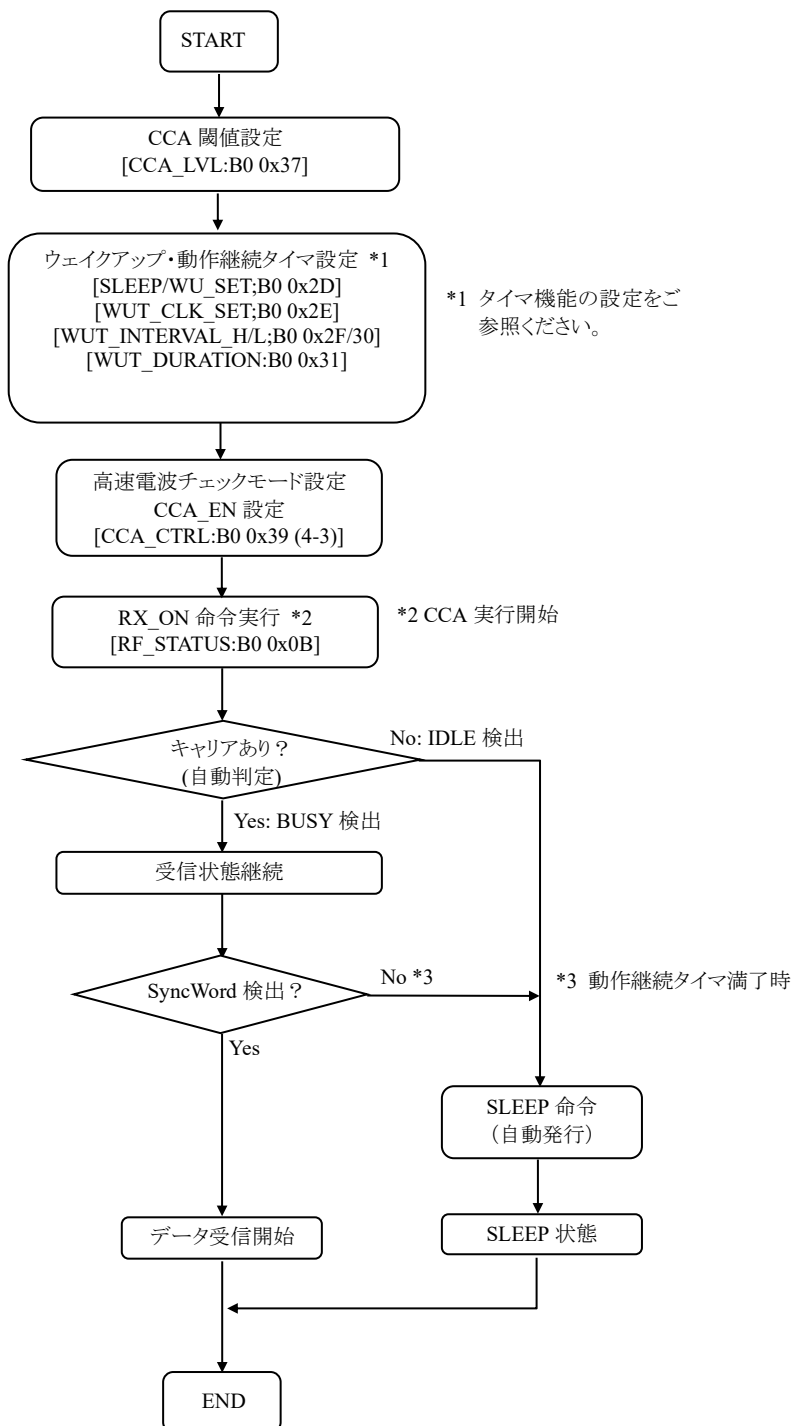 START
CCA 閾値設定
[CCA_LVL:B0 0x37]
ウェイクアップ・動作継続タイマ設定 *1
[SLEEP/WU_SET;B0 0x2D]
[WUT_CLK_SET;B0 0x2E]
[WUT_INTERVAL_H/L;B0 0x2F/30]
[WUT_DURATION:B0 0x31]
*1 タイマ機能の設定をご
参照ください。
高速電波チェックモード設定
CCA_EN 設定
[CCA_CTRL:B0 0x39 (4-3)]
RX_ON 命令実行 *2
[RF_STATUS:B0 0x0B]
*2 CCA 実行開始
キャリアあり？
(自動判定)
No: IDLE 検出
Yes: BUSY 検出
受信状態継続
SyncWord 検出？
No *3
*3 動作継続タイマ満了時
Yes
SLEEP 命令
（自動発行）
データ受信開始
SLEEP 状態
END